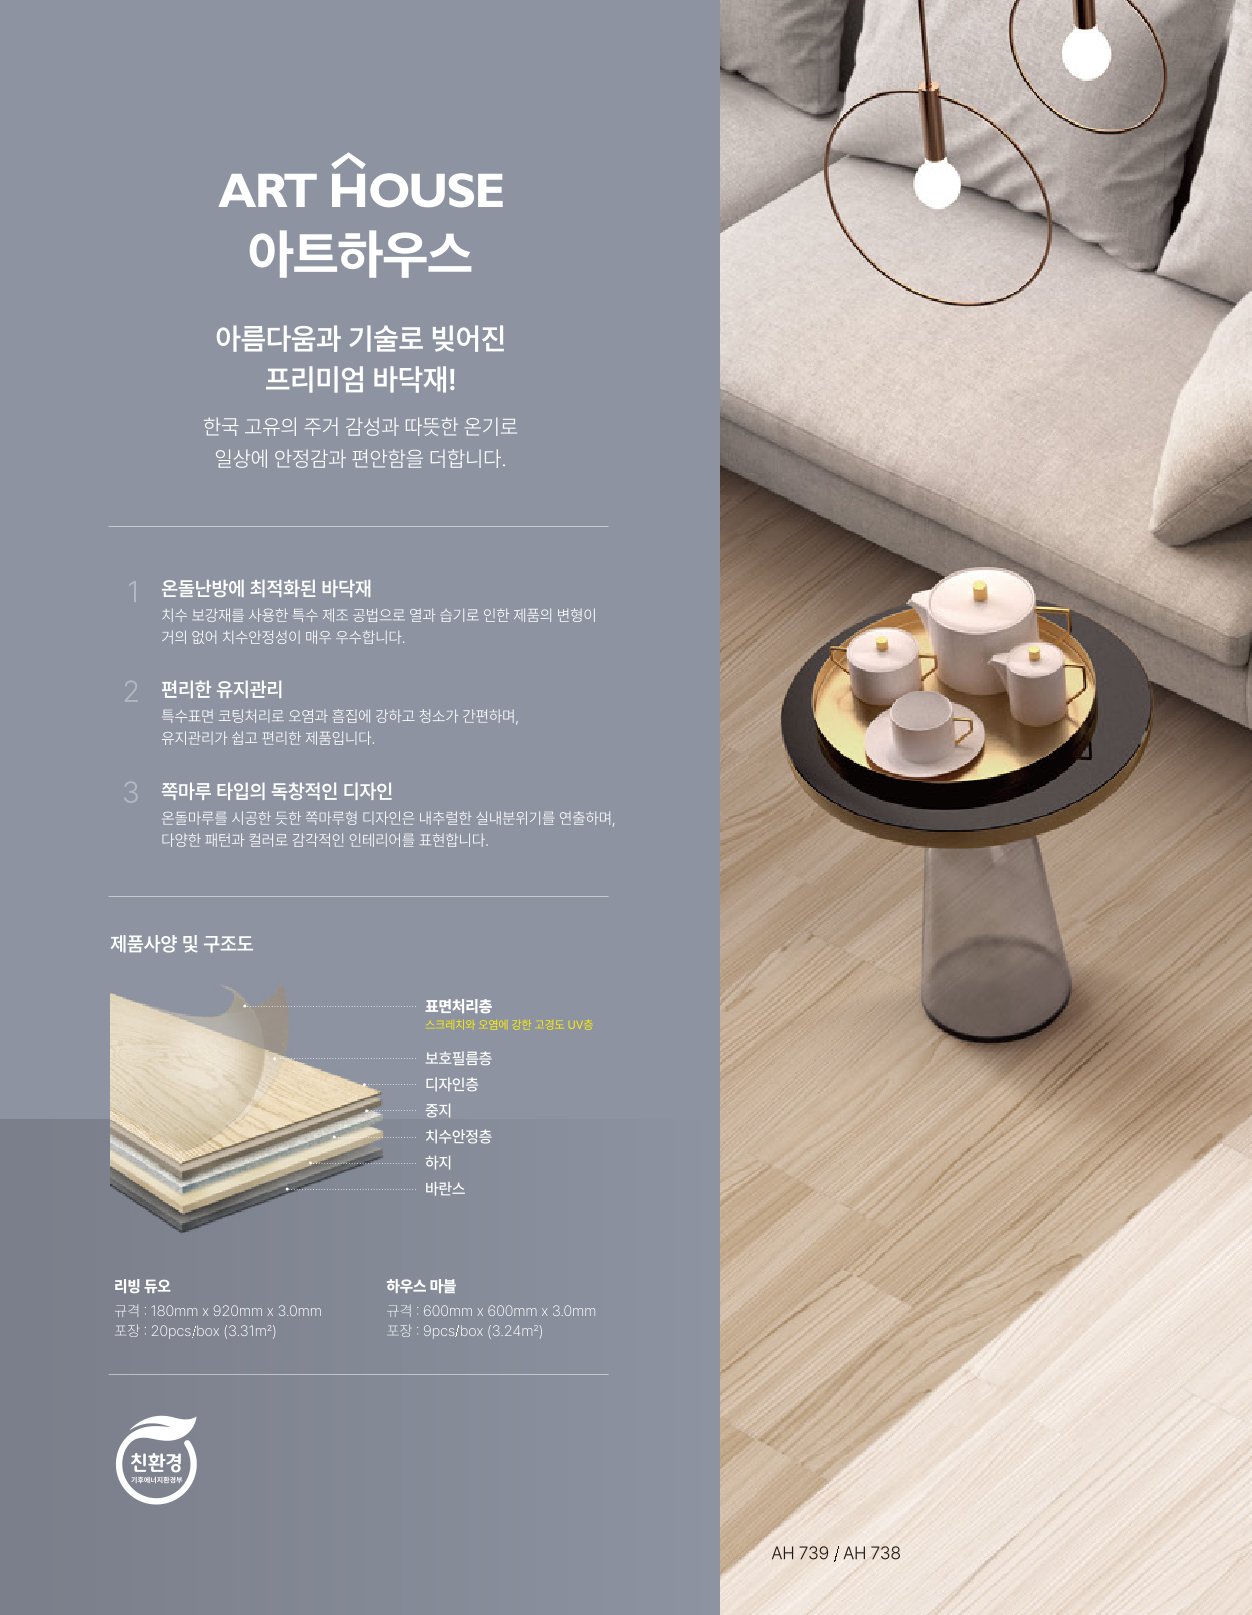 ART HOUSE
아트하우스
아름다움과 기술로 빚어진
프리미엄 바닥재!
한국 고유의 주거 감성과 따뜻한 온기로
일상에 안정감과 편안함을 더합니다.
1 온돌난방에 최적화된 바닥재
치수 보강재를 사용한 특수 제조 공법으로 열과 습기로 인한 제품의 변형이
거의 없어 치수안정성이 매우 우수합니다.
2 편리한 유지관리
특수표면 코팅처리로 오염과 흠집에 강하고 청소가 간편하며,
유지관리가 쉽고 편리한 제품입니다.
3 쪽마루 타입의 독창적인 디자인
온돌마루를 시공한 듯한 쪽마루형 디자인은 내추럴한 실내분위기를 연출하며,
다양한 패턴과 컬러로 감각적인 인테리어를 표현합니다.
제품사양 및 구조도
표면처리층
스크레치와 오염에 강한 고경도 UV층
보호필름층
디자인층
중지
치수안정층
하지
바란스
리빙 듀오
규격 : 180mm x 920mm x 3.0mm
포장 : 20pcs/box (3.31m²)
하우스 마블
규격 : 600mm x 600mm x 3.0mm
포장 : 9pcs/box (3.24m²)
친환경
기후에너지환경부
AH 739 / AH 738